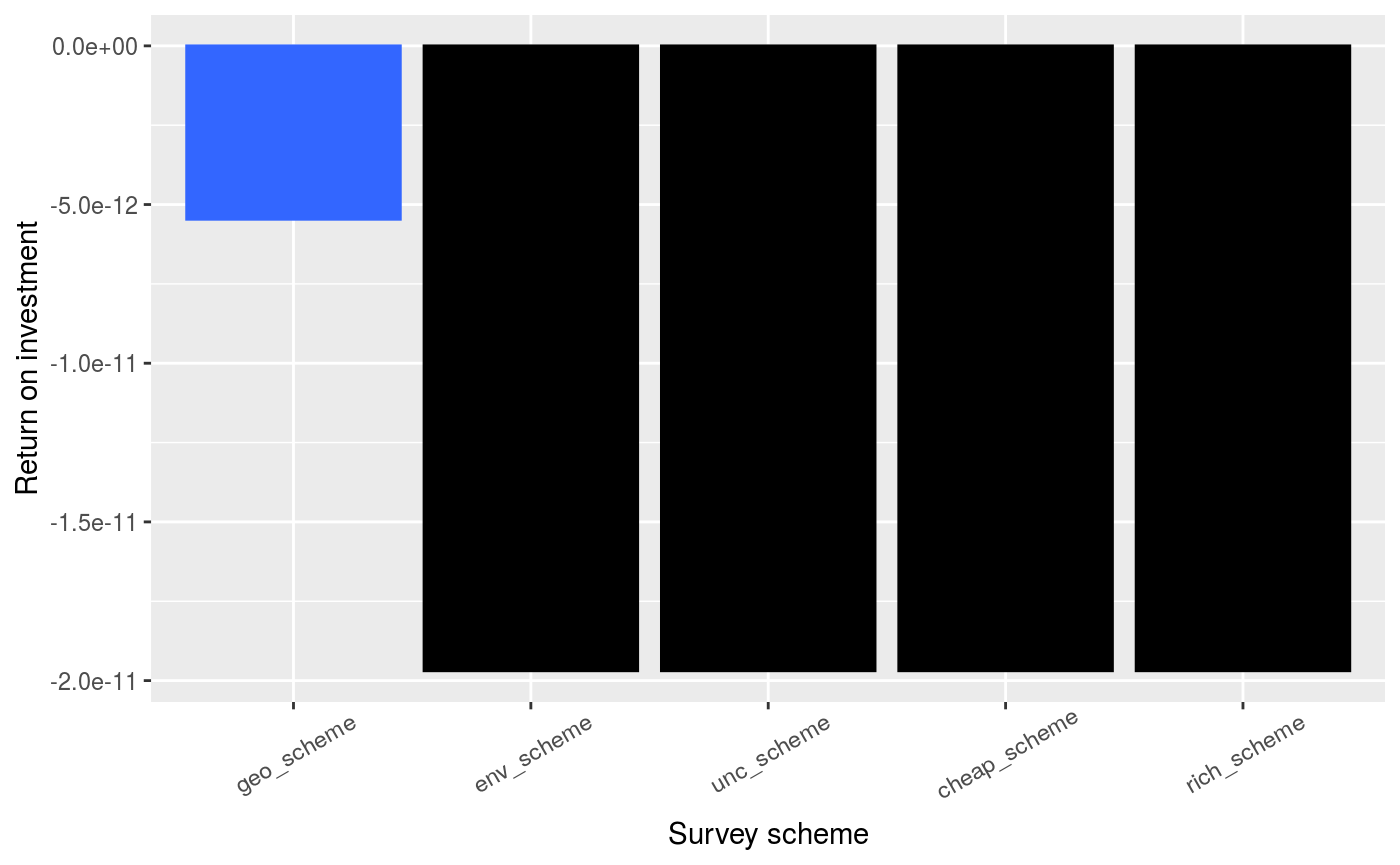 Return on investment
0.0e+00
-5.0e-12
-1.0e-11
-1.5e-11
-2.0e-11
geo_scheme
env_scheme
unc_scheme
cheap_scheme
rich_scheme
Survey scheme